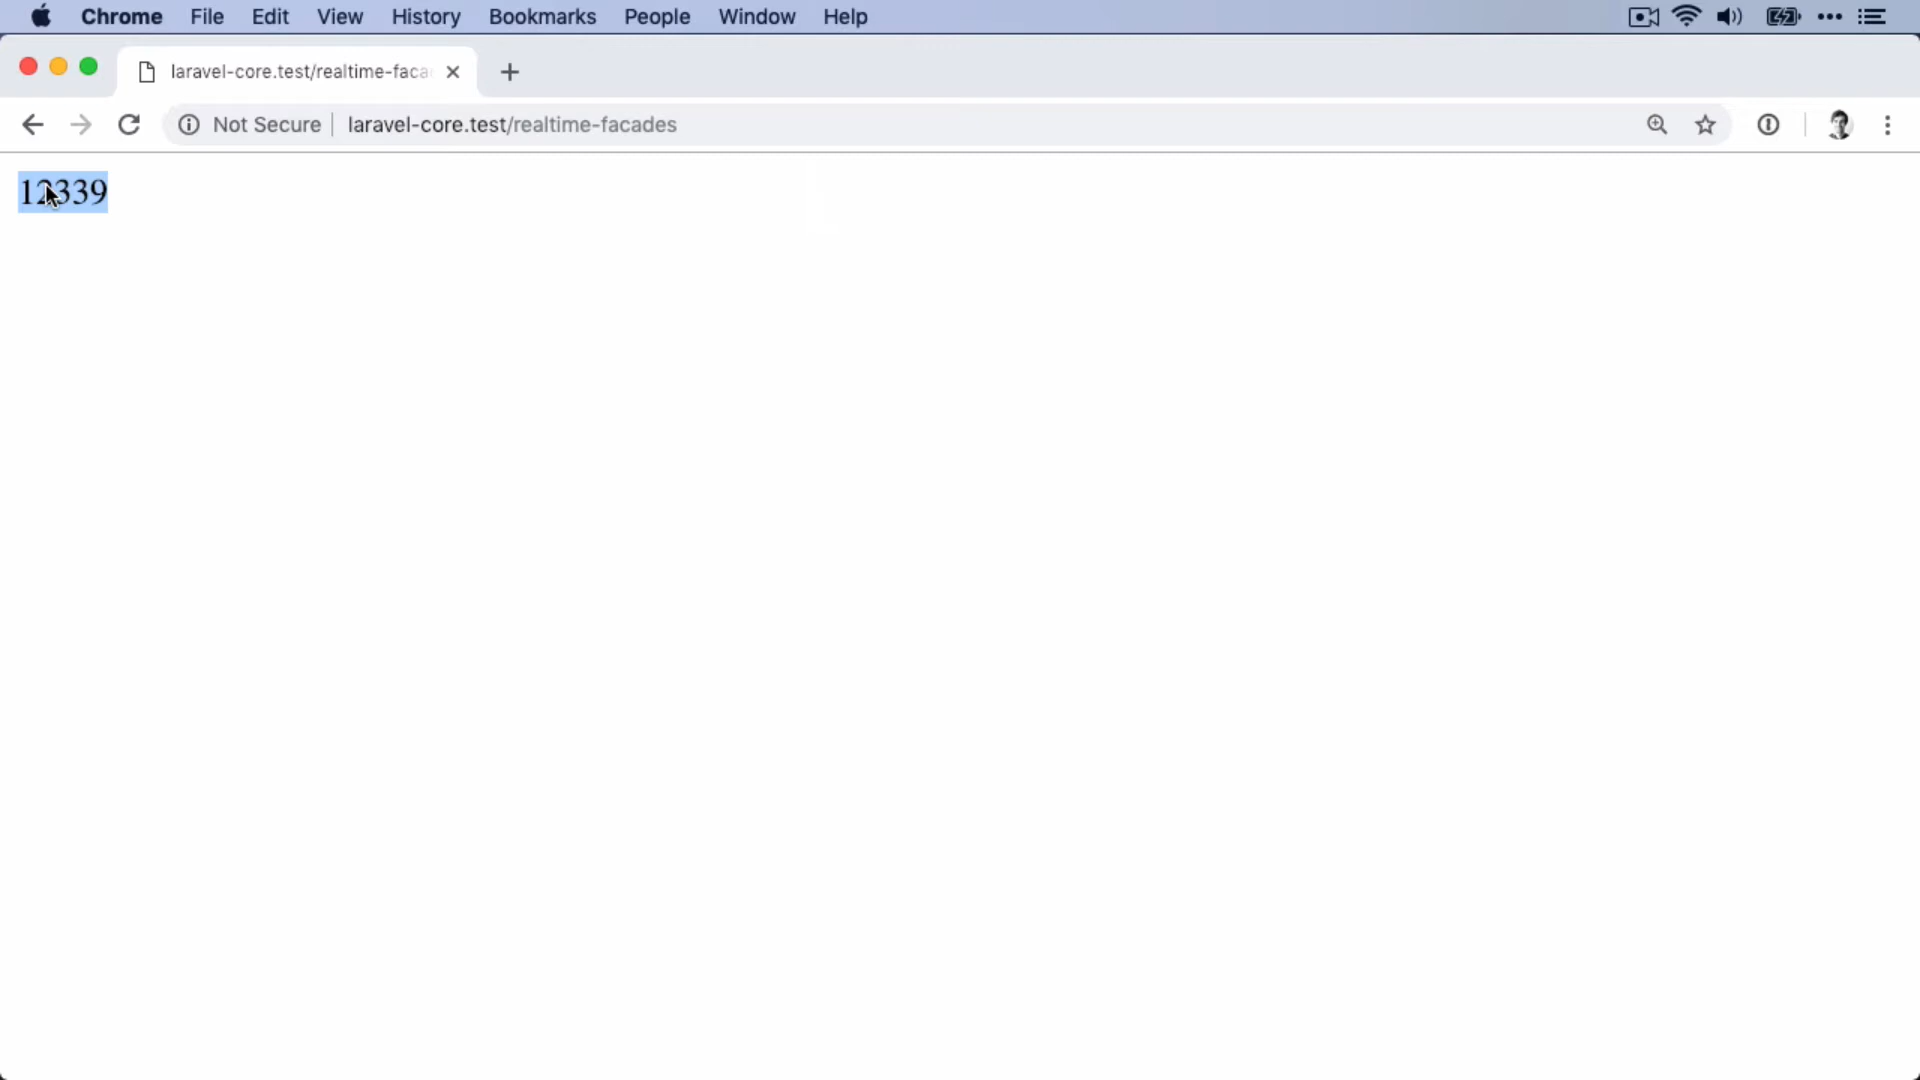 Chrome File Edit View History Bookmarks People Window Help
laravel-core.test/realtime-faca
Not Secure laravel-core.test/realtime-facades
12339